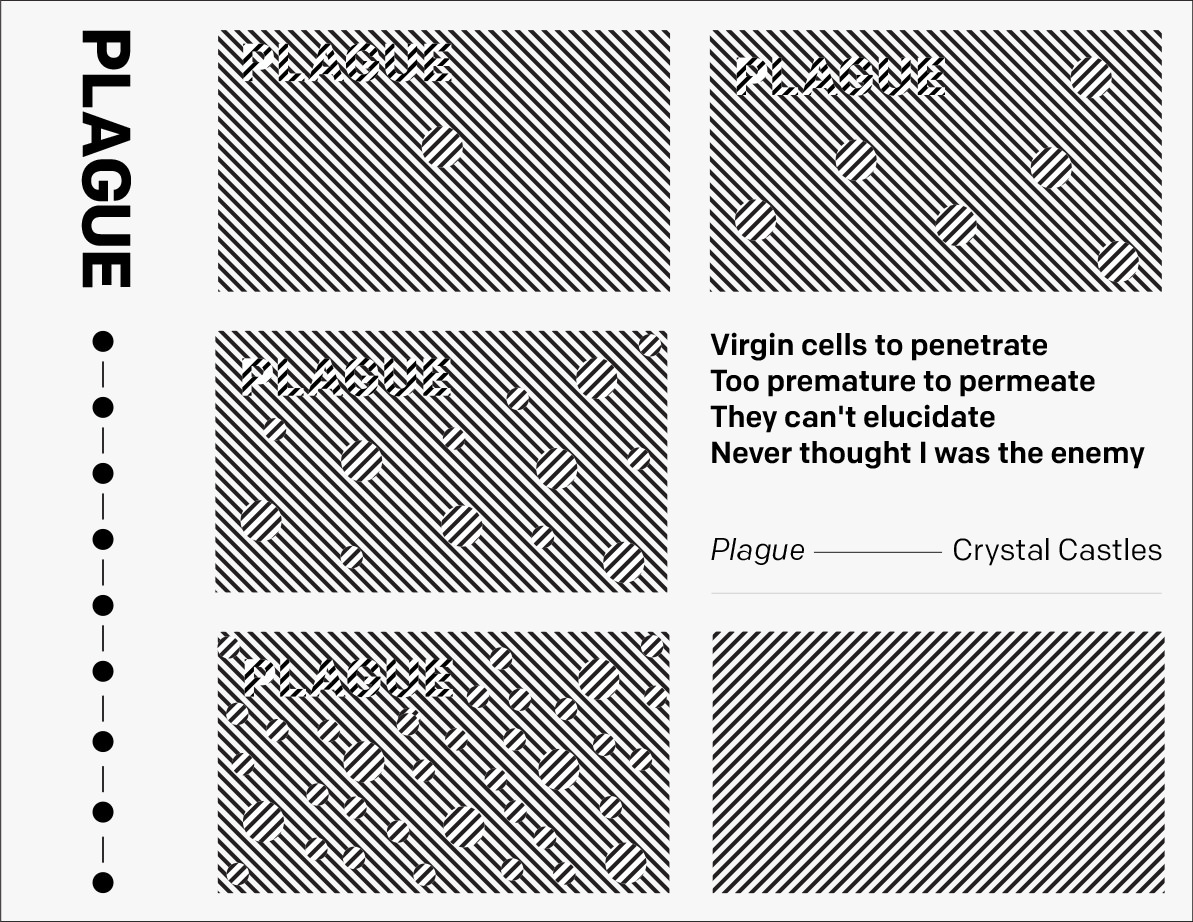 PLAGUE
PLAGUE
PLAGUE
PLAGUE
Virgin cells to penetrate
Too premature to permeate
They can't elucidate
Never thought I was the enemy
Plague Crystal Castles
PLAGUE